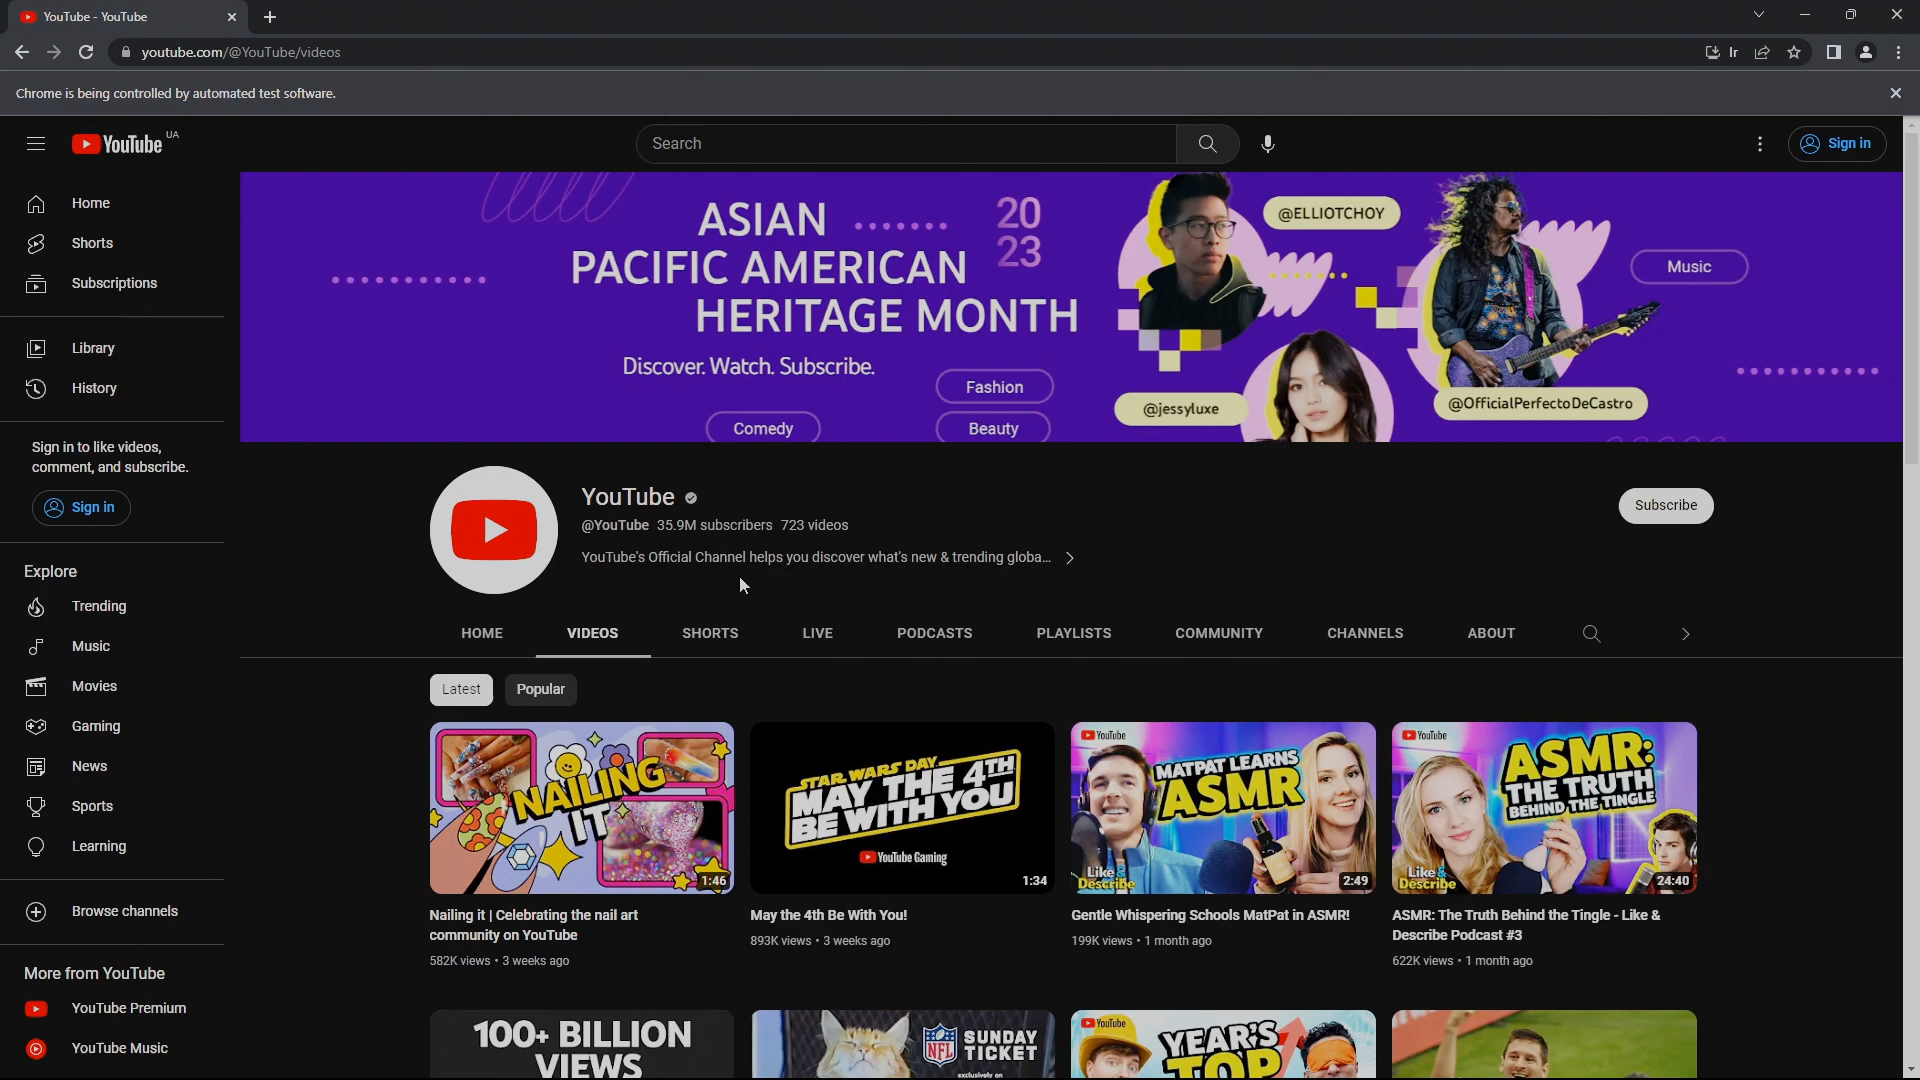 YouTube - YouTube
youtube.com/@YouTube/videos
Chrome is being controlled by automated test software.
YouTube UA
Search
Sign in
Home
Shorts
Subscriptions
Library
History
Sign in to like videos,
comment, and subscribe.
Sign in
Explore
Trending
Music
Movies
Gaming
News
Sports
Learning
Browse channels
More from YouTube
YouTube Premium
YouTube Music
ASIAN
PACIFIC AMERICAN
HERITAGE MONTH
20
23
Discover. Watch. Subscribe.
Fashion
Comedy
Beauty
@ELLIOTCHOY
Music
@jessyluxe
@OfficialPerfectoDeCastro
YouTube
@YouTube 35.9M subscribers 723 videos
YouTube's Official Channel helps you discover what's new & trending globa...
Subscribe
HOME VIDEOS SHORTS LIVE PODCASTS PLAYLISTS COMMUNITY CHANNELS ABOUT
Latest Popular
NAILING
IT
1:46
Nailing it | Celebrating the nail art
community on YouTube
582K views • 3 weeks ago
STAR WARS DAY
MAY THE 4TH
BE WITH YOU
YouTube Gaming
1:34
May the 4th Be With You!
893K views • 3 weeks ago
YouTube
MATPAT LEARNS
ASMR
Like &
Describe
2:49
Gentle Whispering Schools MatPat in ASMR!
199K views • 1 month ago
YouTube
ASMR:
THE TRUTH
BEHIND THE TINGLE
Like &
Describe
24:40
ASMR: The Truth Behind the Tingle - Like &
Describe Podcast #3
622K views • 1 month ago
100+ BILLION
VIEWS
NFL
SUNDAY
TICKET
exclusively on
YouTube
YEAR'S
TOP